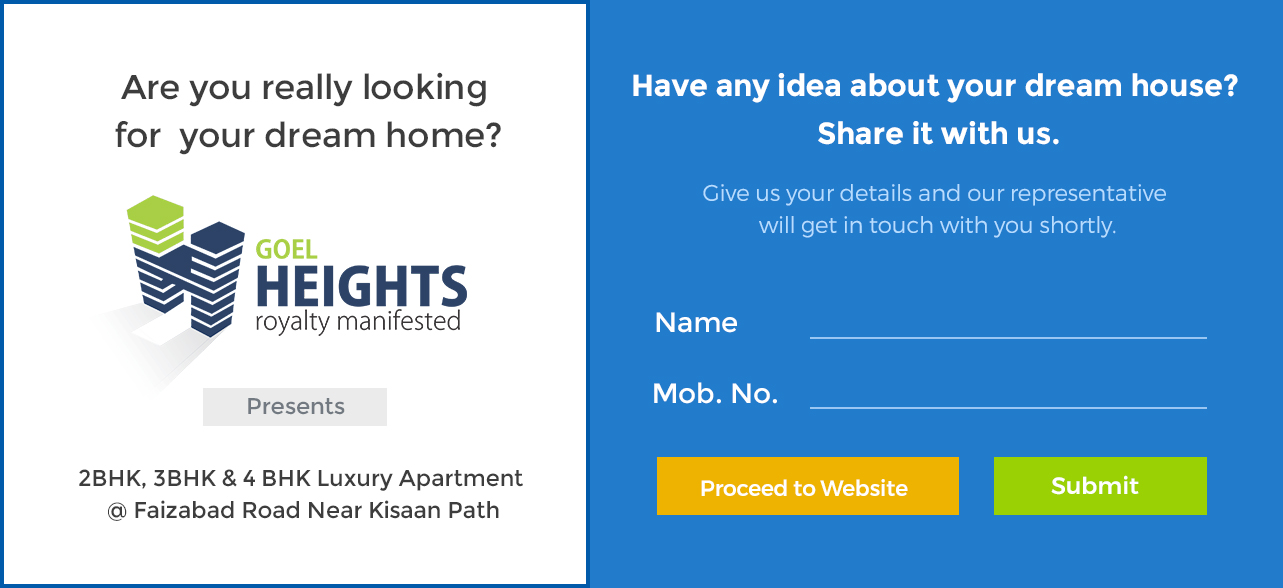 Are you really looking
for your dream home?
GOEL
HEIGHTS
royalty manifested
Presents
2BHK, 3BHK & 4 BHK Luxury Apartment
@ Faizabad Road Near Kisaan Path
Have any idea about your dream house?
Share it with us.
Give us your details and our representative
will get in touch with you shortly.
Name
Mob. No.
Proceed to Website
Submit